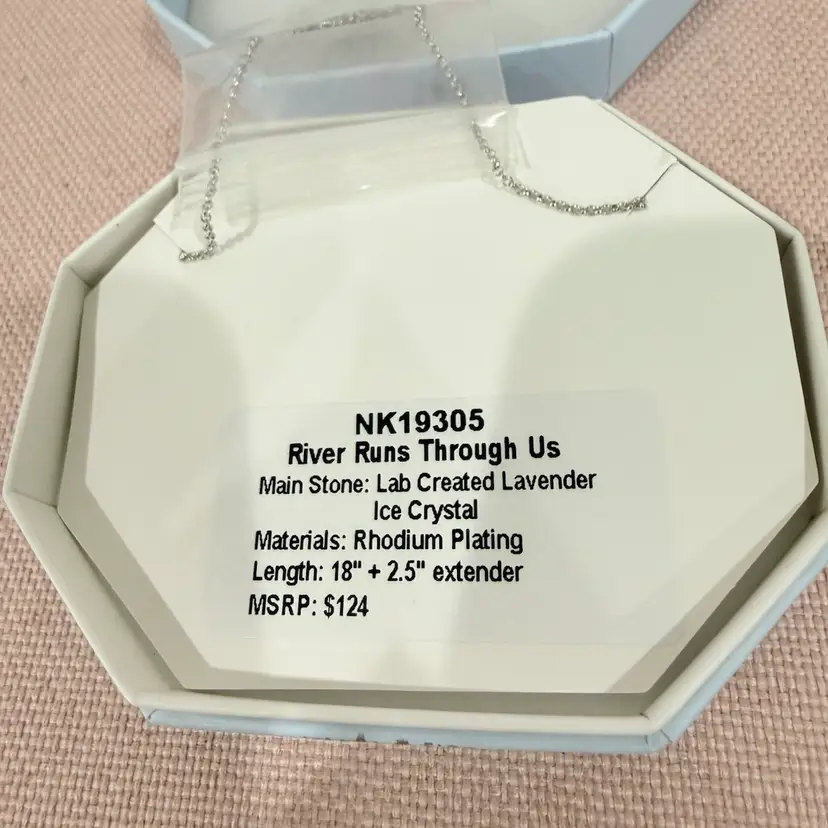 NK19305
River Runs Through Us
Main Stone: Lab Created Lavender
Ice Crystal
Materials: Rhodium Plating
Length: 18" + 2.5" extender
MSRP: $124